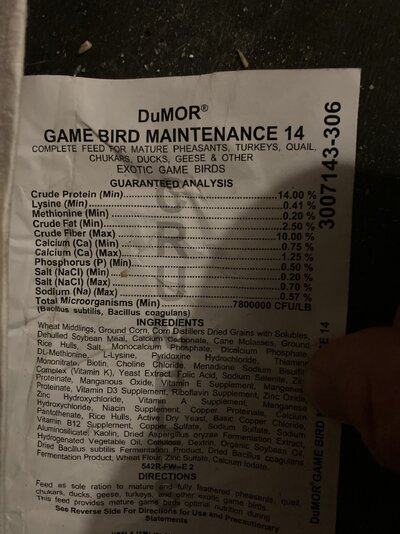 DuMOR®
GAME BIRD MAINTENANCE 14
COMPLETE FEED FOR MATURE PHEASANTS, TURKEYS, QUAIL,
CHUKARS, DUCKS, GEESE & OTHER
EXOTIC GAME BIRDS
GUARANTEED ANALYSIS
Crude Protein (Min)..........14.00 %
Lysine (Min)..........0.41 %
Methionine (Min)..........0.20 %
Crude Fat (Min)..........2.50 %
Crude Fiber (Max)..........10.00 %
Calcium (Ca) (Min)..........0.75 %
Calcium (Ca) (Max)..........1.25 %
Phosphorus (P) (Min)..........0.50 %
Salt (NaCl) (Min)..........0.20 %
Salt (NaCl) (Max)..........0.70 %
Sodium (Na) (Max)..........0.57 %
Total Microorganisms (Min)..........7800000 CFU/LB
(Bacillus subtilis, Bacillus coagulans)
INGREDIENTS
Wheat Middlings, Ground Corn, Corn Distillers Dried Grains with Solubles,
Dehulled Soybean Meal, Calcium Carbonate, Cane Molasses, Ground
Rice Hulls, Salt, Monocalcium Phosphate, Dicalcium Phosphate,
DL-Methionine, L-Lysine, Pyridoxine Hydrochloride, Thiamine
Mononitrate, Biotin, Choline Chloride, Menadione Sodium Bisulfite
Complex (Vitamin K), Yeast Extract, Folic Acid, Sodium Selenite, Zinc
Proteinate, Manganous Oxide, Vitamin E Supplement, Manganese
Proteinate, Vitamin D3 Supplement, Riboflavin Supplement, Zinc Oxide,
Zinc Hydroxychloride, Vitamin A Supplement, Manganese
Hydroxychloride, Niacin Supplement, Copper Proteinate, Calcium
Pantothenate, Rice Hulls, Active Dry Yeast, Basic Copper Chloride,
Vitamin B12 Supplement, Copper Sulfate, Sodium Sulfate, Sodium
Aluminosilicate, Kaolin, Dried Aspergillus oryzae Fermentation Extract,
Hydrogenated Vegetable Oil, Cellulose, Dextrin, Organic Soybean Oil,
Dried Bacillus subtilis Fermentation Product, Dried Bacillus coagulans
Fermentation Product, Wheat Flour, Zinc Sulfate, Calcium Iodate.
542R-FW--E 2
DIRECTIONS
Feed as sole ration to mature and fully feathered pheasants, quail,
chukars, ducks, geese, turkeys, and other exotic game birds.
This feed provides mature game birds optimal nutrition during
See Reverse Side For Directions for Use and Precautionary
Statements
3007143-306
DuMOR® GAME BIRD M
E 14